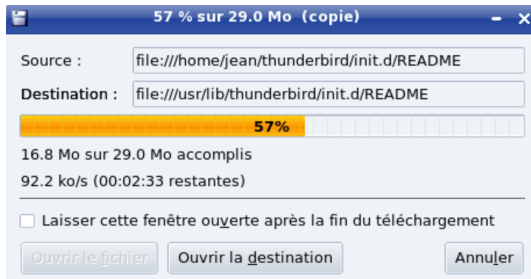 57 % sur 29.0 Mo (copie)
Source : file:///home/jean/thunderbird/init.d/README
Destination : file:///usr/lib/thunderbird/init.d/README
57%
16.8 Mo sur 29.0 Mo accomplis
92.2 ko/s (00:02:33 restantes)
Laisser cette fenêtre ouverte après la fin du téléchargement
Ouvrir le fichier Ouvrir la destination Annuler